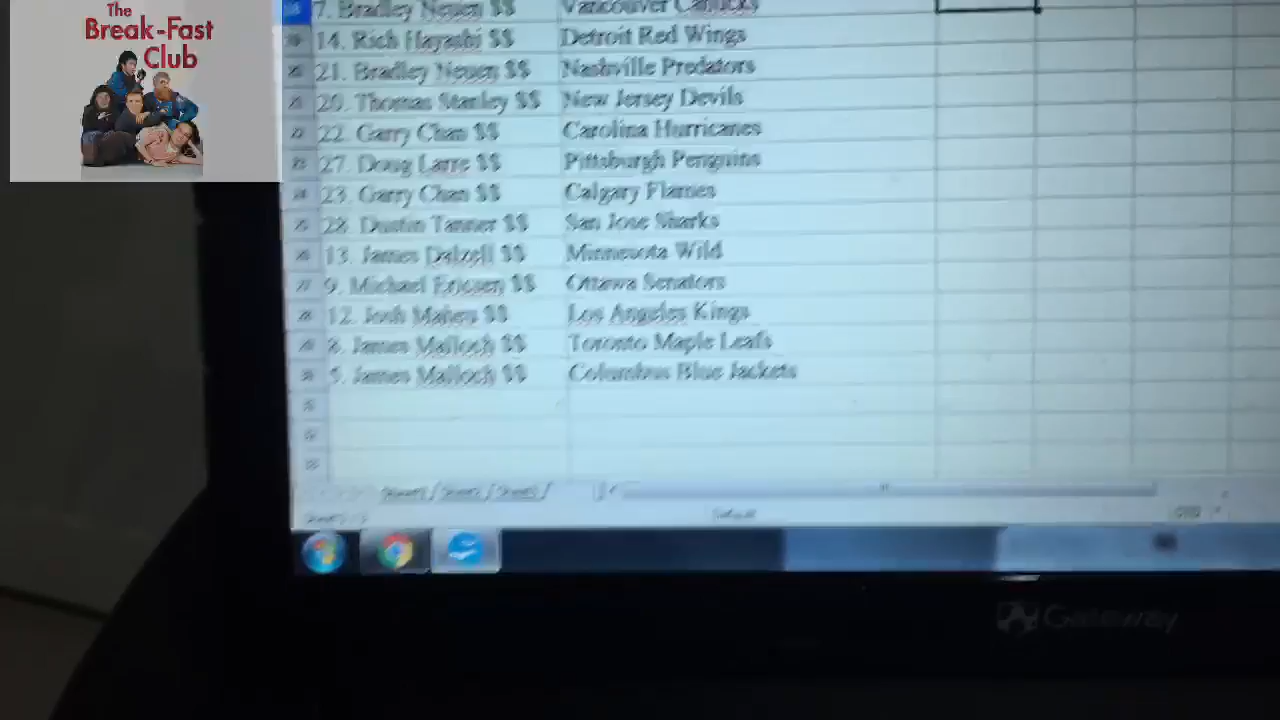 The
Break-Fast
Club
7. Bradley Neuen $$ Vancouver Canucks
14. Rich Hayashi $$ Detroit Red Wings
21. Bradley Neuen $$ Nashville Predators
20. Thomas Stanley $$ New Jersey Devils
22. Garry Chan $$ Carolina Hurricanes
27. Doug Larre $$ Pittsburgh Penguins
23. Garry Chan $$ Calgary Flames
28. Dustin Tanner $$ San Jose Sharks
13. James Dalzell $$ Minnesota Wild
9. Michael Ericsen $$ Ottawa Senators
12. Josh $$ Los Angeles Kings
8. James Malloch $$ Toronto Maple Leafs
5. James Malloch $$ Columbus Blue Jackets
Gateway